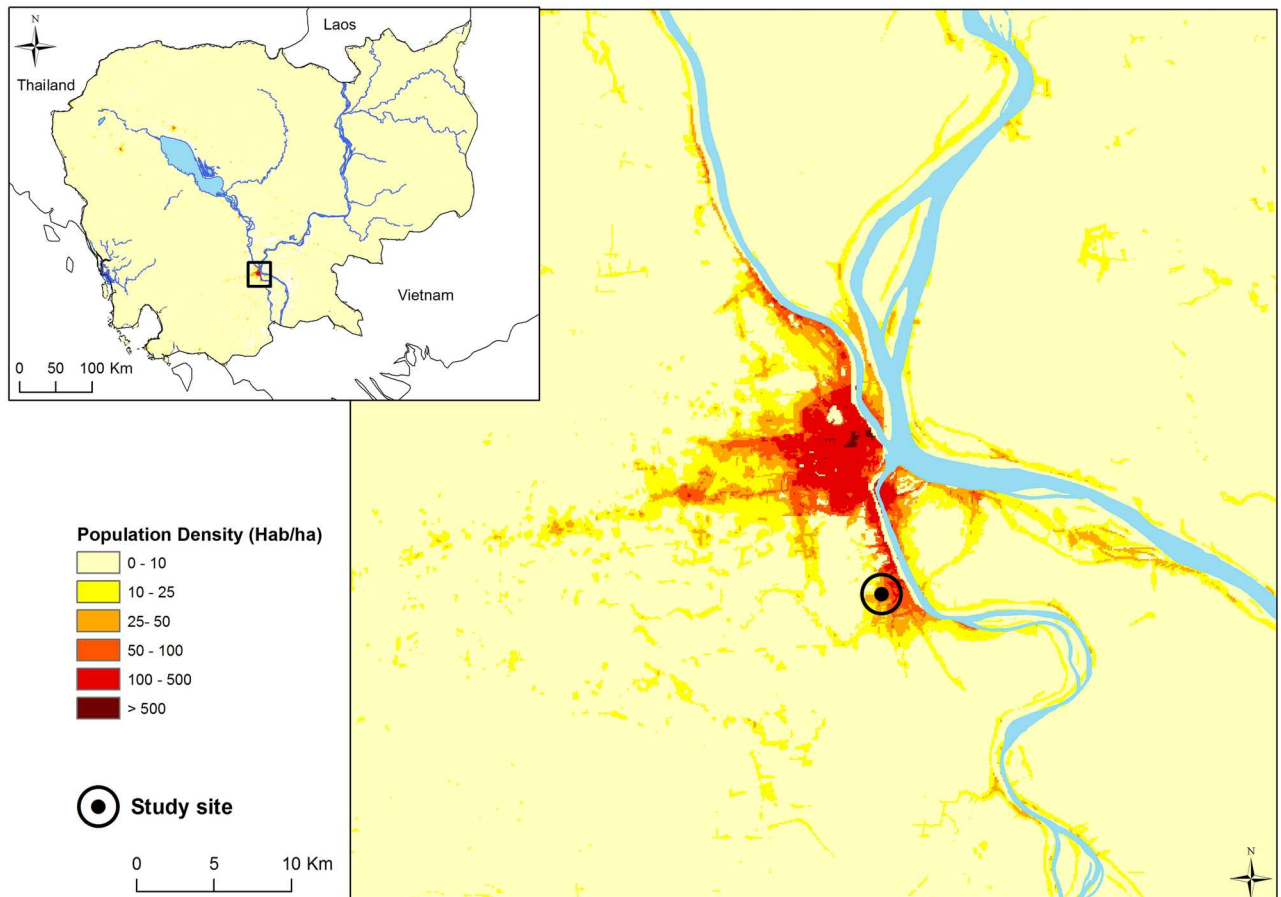 N
Laos
Thailand
Vietnam
0 50 100 Km
Population Density (Hab/ha)
0 - 10
10 - 25
25- 50
50 - 100
100 - 500
> 500
Study site
0 5 10 Km
N